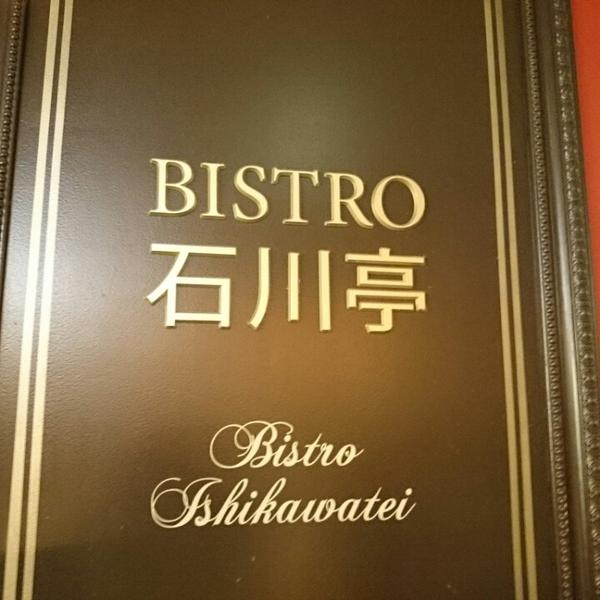 BISTRO
石川亭
Bistro
Ishikawatei